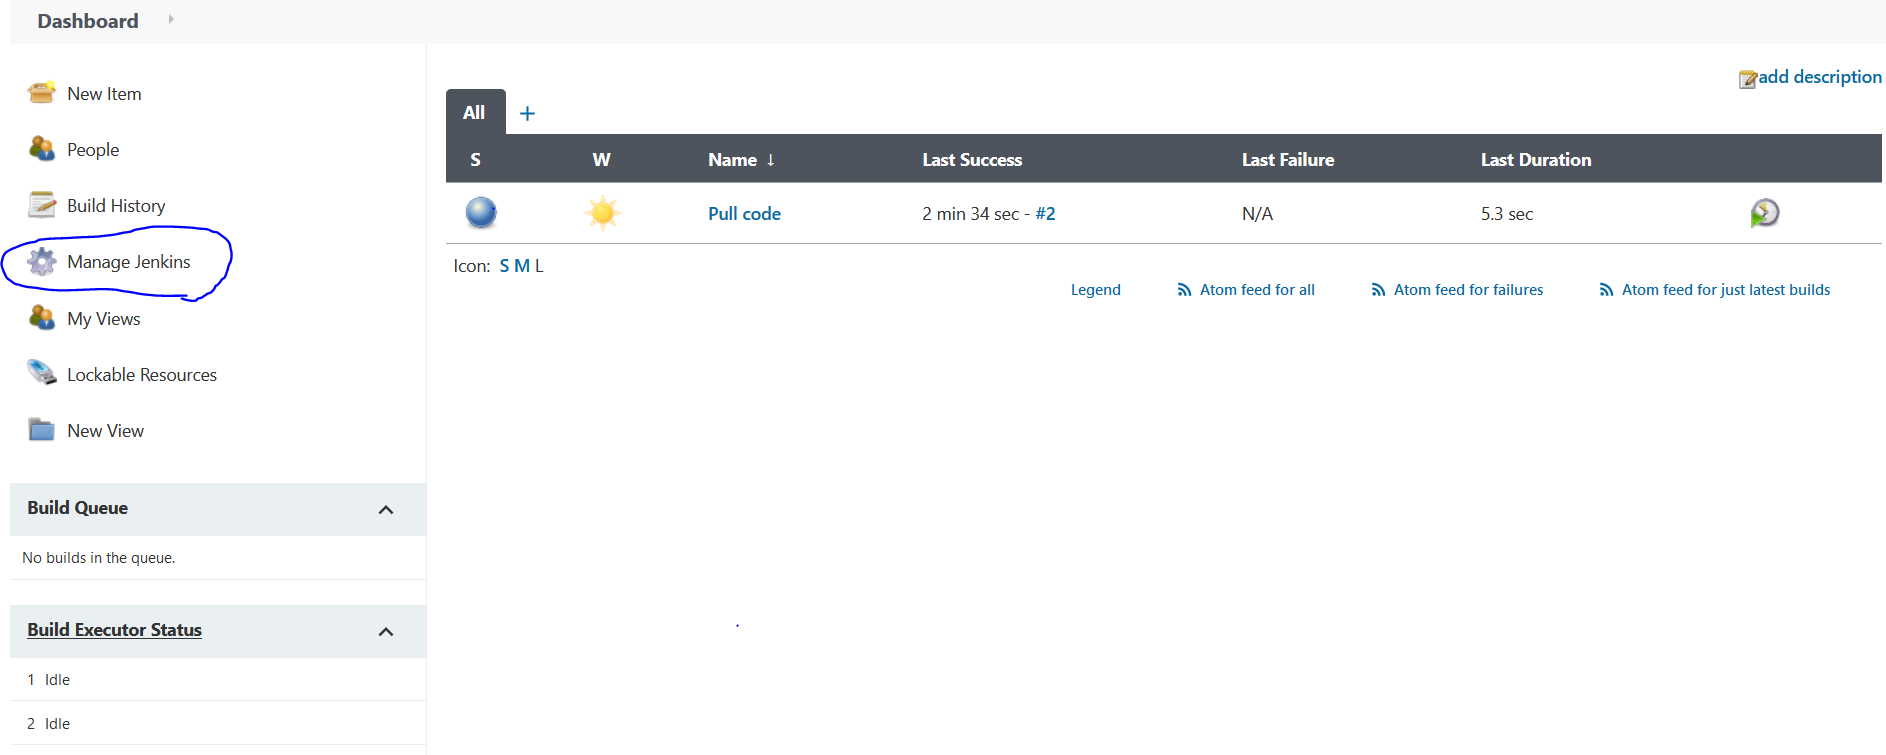 Dashboard
New Item
People
Build History
Manage Jenkins
My Views
Lockable Resources
New View
Build Queue
No builds in the queue.
Build Executor Status
1 Idle
2 Idle
add description
All +
S W Name ↓ Last Success Last Failure Last Duration
Pull code 2 min 34 sec - #2 N/A 5.3 sec
Icon: S M L
Legend Atom feed for all Atom feed for failures Atom feed for just latest builds